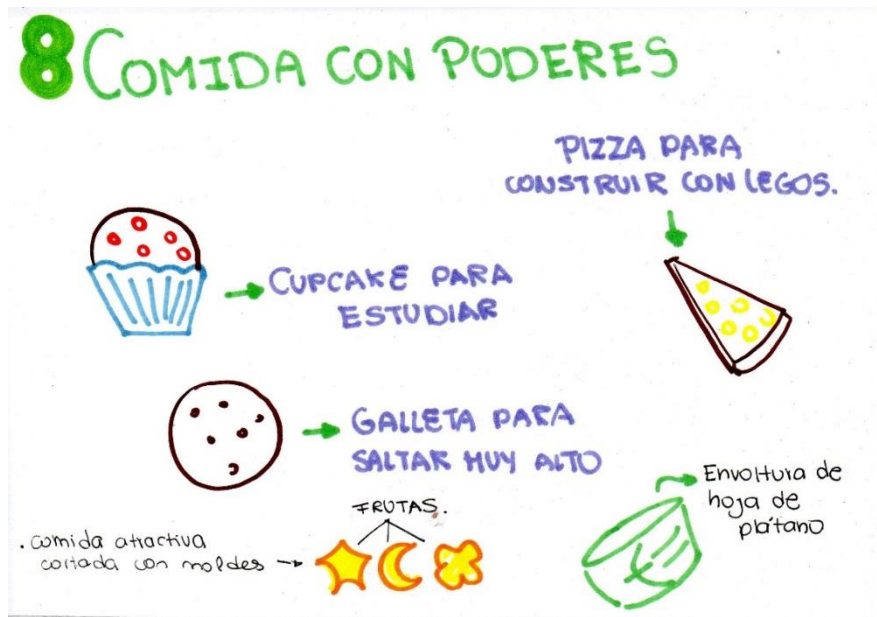 8 COMIDA CON PODERES
PIZZA PARA
CONSTRUIR CON LEGOS.
CUPCAKE PARA
ESTUDIAR
GALLETA PARA
SALTAR MUY ALTO
FRUTAS.
. comida atractiva
cortada con moldes
Envoltura de
hoja de
plátano